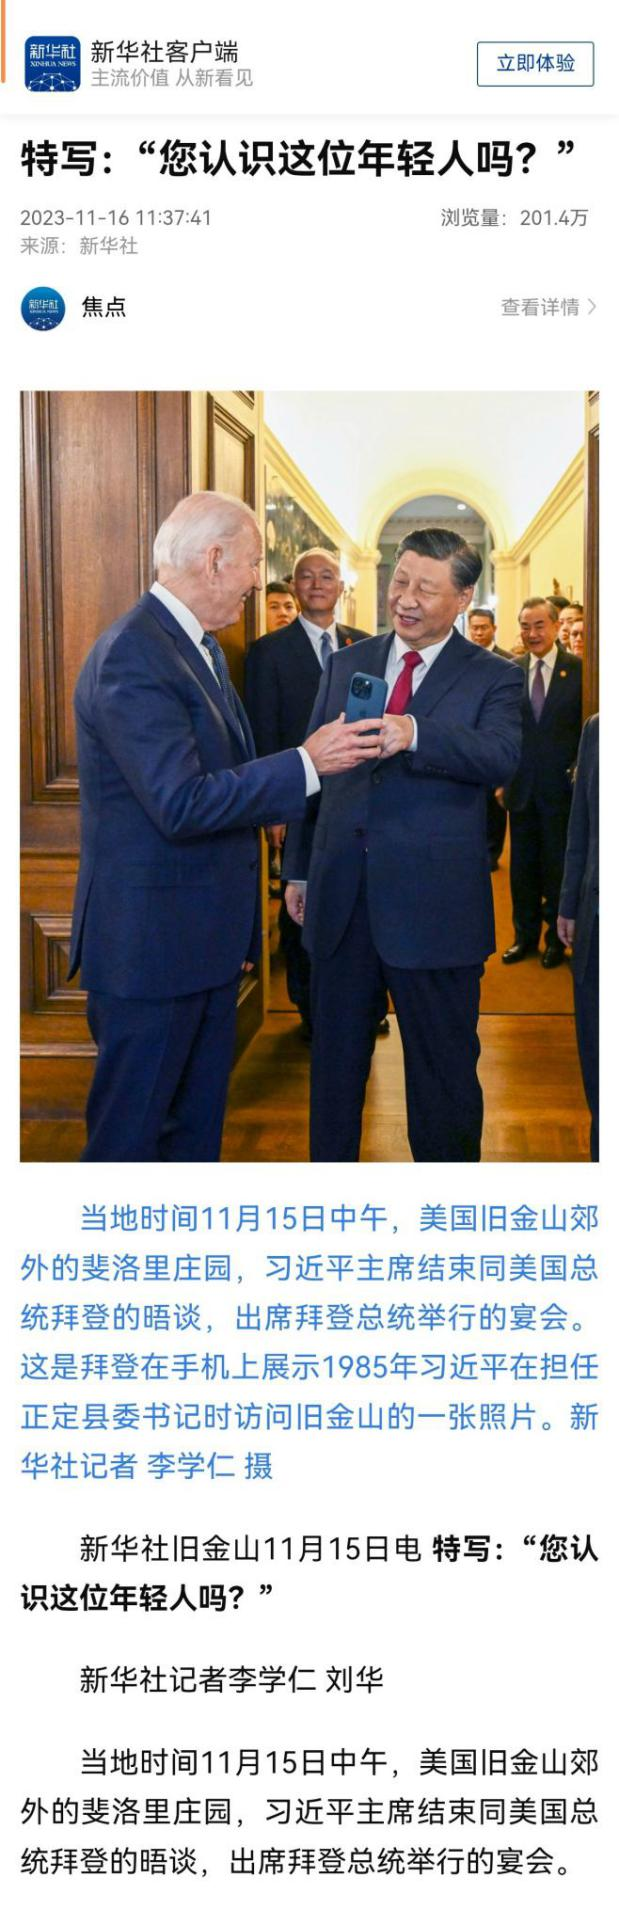 新华社
XINHUA NEWS
新华社客户端
主流价值 从新看见
立即体验
特写：“您认识这位年轻人吗？”
2023-11-16 11:37:41
浏览量：201.4万
来源：新华社
新华社
焦点
查看详情
当地时间11月15日中午，美国旧金山郊
外的斐洛里庄园，习近平主席结束同美国总
统拜登的晤谈，出席拜登总统举行的宴会。
这是拜登在手机上展示1985年习近平在担任
正定县委书记时访问旧金山的一张照片。新
华社记者 李学仁 摄
新华社旧金山11月15日电 特写：“您认
识这位年轻人吗？”
新华社记者李学仁 刘华
当地时间11月15日中午，美国旧金山郊
外的斐洛里庄园，习近平主席结束同美国总
统拜登的晤谈，出席拜登总统举行的宴会。